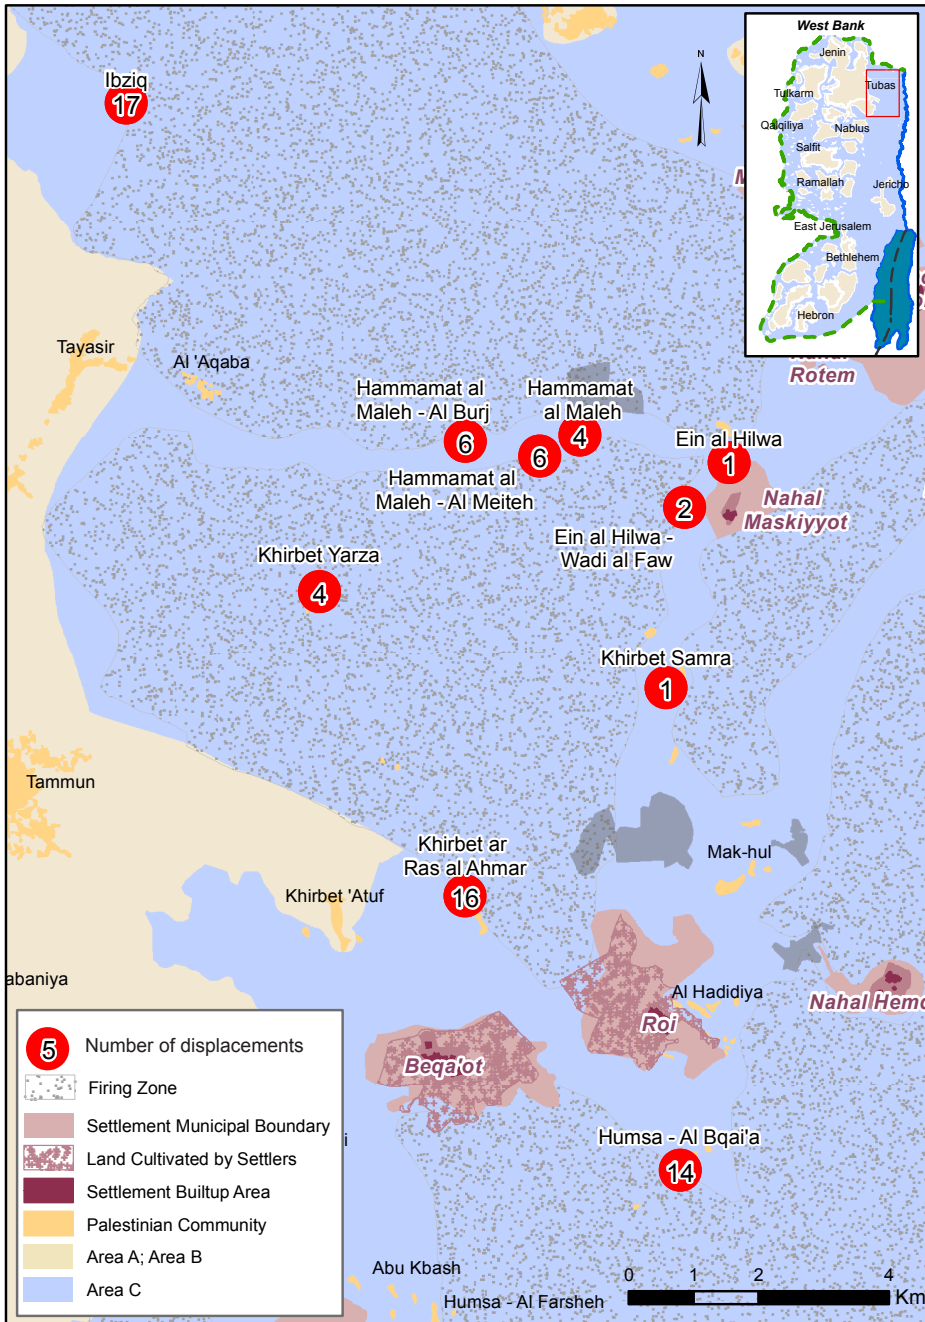 West Bank
Jenin
Tubas
Tulkarm
Qalqiliya
Nablus
Salfit
Ramallah
Jericho
East Jerusalem
Bethlehem
Hebron
N
Ibziq
17
Tayasir
Al 'Aqaba
Rotem
Hammamat al
Maleh - Al Burj
6
Hammamat
al Maleh
4
6
Hammamat al
Maleh - Al Meiteh
Ein al Hilwa
1
2
Nahal
Maskiyyot
Ein al Hilwa -
Wadi al Faw
Khirbet Yarza
4
Khirbet Samra
1
Tammun
Khirbet ar
Ras al Ahmar
16
Mak-hul
Khirbet 'Atuf
abaniya
Al Hadidiya
Nahal Hemd
Roi
Beqa'ot
Humsa - Al Bqai'a
14
Abu Kbash
Humsa - Al Farsheh
5 Number of displacements
Firing Zone
Settlement Municipal Boundary
Land Cultivated by Settlers
Settlement Builtup Area
Palestinian Community
Area A; Area B
Area C
0 1 2 4
Km